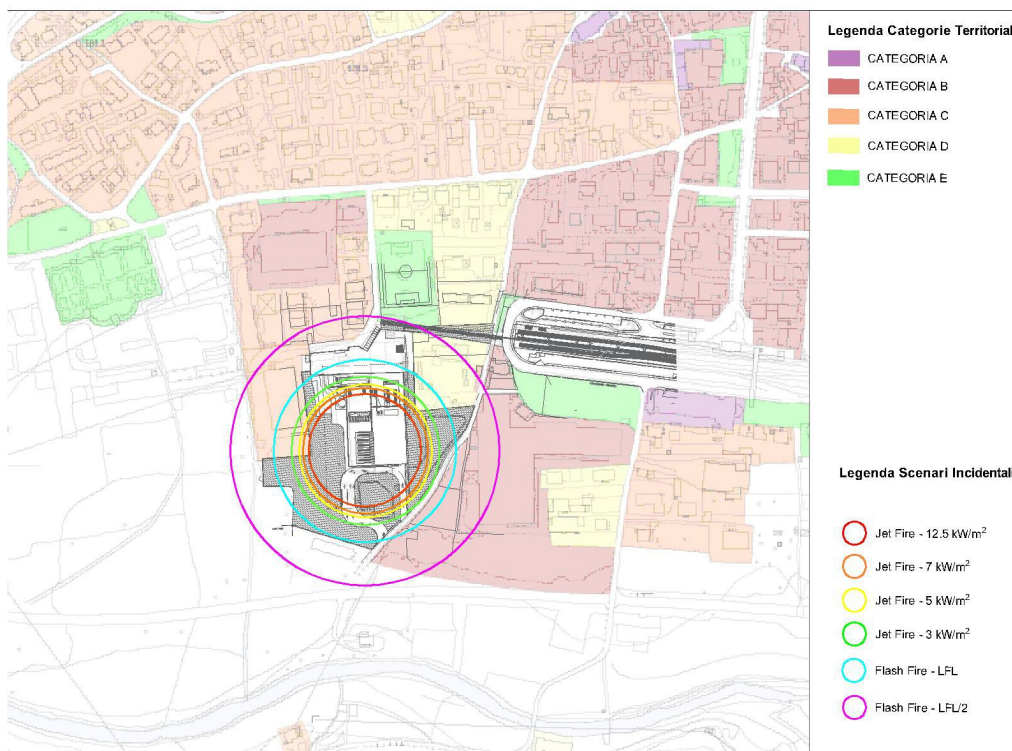 Legenda Categorie Territorial
CATEGORIA A
CATEGORIA B
CATEGORIA C
CATEGORIA D
CATEGORIA E
Legenda Scenari Incidentali
Jet Fire - 12.5 kW/m²
Jet Fire - 7 kW/m²
Jet Fire - 5 kW/m²
Jet Fire - 3 kW/m²
Flash Fire - LFL
Flash Fire - LFL/2